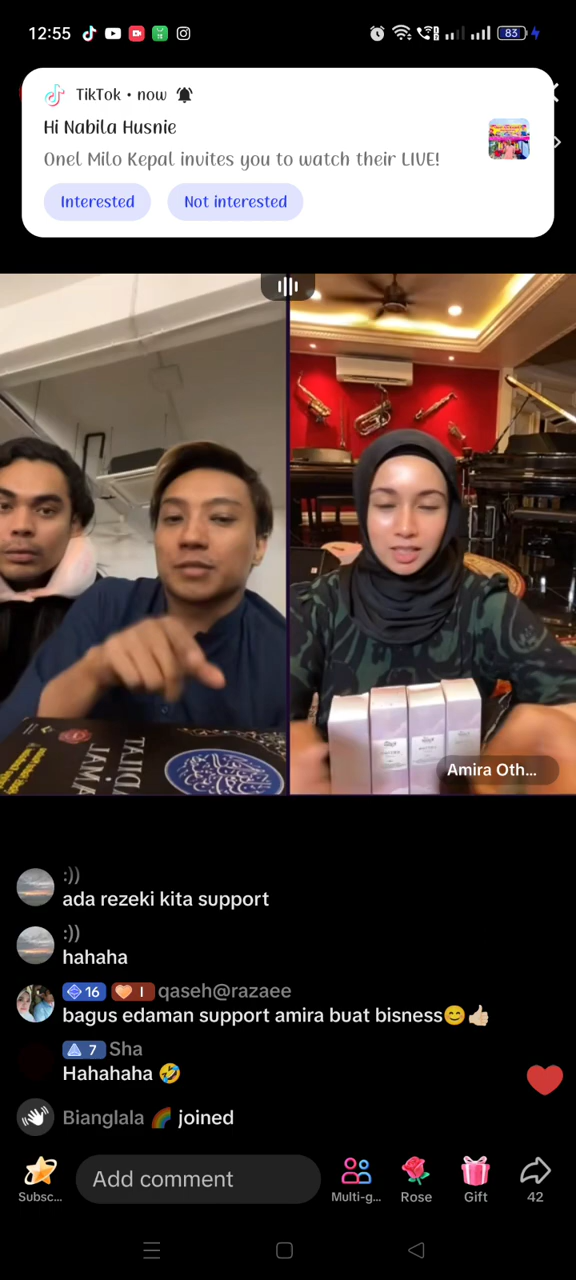 12:55
83
TikTok • now
Hi Nabila Husnie
Onel Milo Kepal invites you to watch their LIVE!
Interested
Not interested
Amira Oth...
:))
ada rezeki kita support
:))
hahaha
16 I qaseh@razaee
bagus edaman support amira buat bisness😊👍🏼
7 Sha
Hahahaha 🤣
Bianglala 🌈 joined
Subsc...
Add comment
Multi-g...
Rose
Gift
42